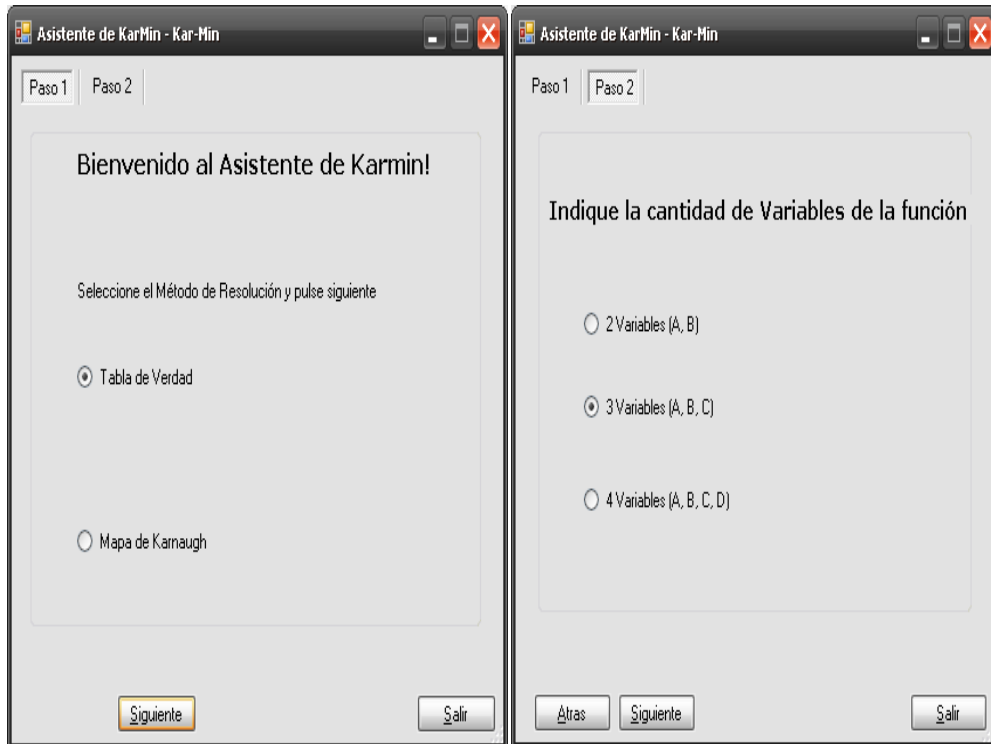 Asistente de KarMin - Kar-Min
Paso 1 Paso 2
Bienvenido al Asistente de Karmin!
Seleccione el Método de Resolución y pulse siguiente
Tabla de Verdad
Mapa de Karnaugh
Siguiente Salir
Asistente de KarMin - Kar-Min
Paso 1 Paso 2
Indique la cantidad de Variables de la función
2 Variables (A, B)
3 Variables (A, B, C)
4 Variables (A, B, C, D)
Atras Siguiente Salir